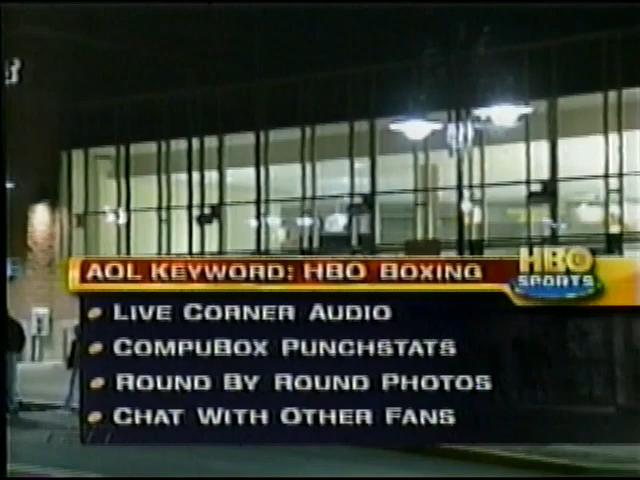 AOL KEYWORD: HBO BOXING
HBO
SPORTS
LIVE CORNER AUDIO
COMPUBOX PUNCHSTATS
ROUND BY ROUND PHOTOS
CHAT WITH OTHER FANS